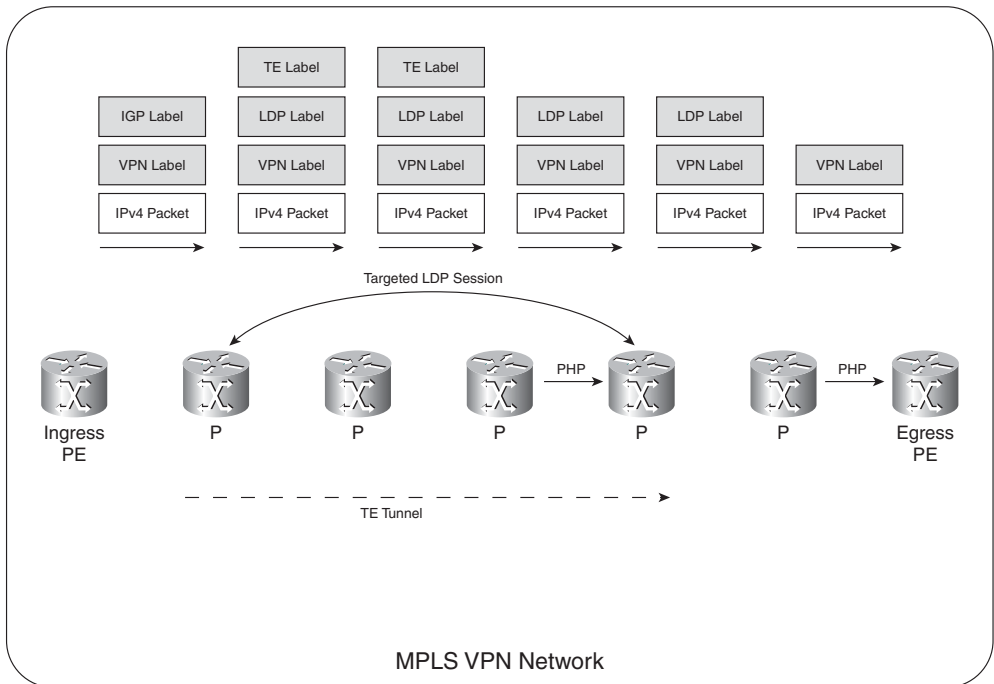 TE Label
TE Label
IGP Label
LDP Label
LDP Label
LDP Label
LDP Label
VPN Label
VPN Label
VPN Label
VPN Label
VPN Label
VPN Label
IPv4 Packet
IPv4 Packet
IPv4 Packet
IPv4 Packet
IPv4 Packet
IPv4 Packet
Targeted LDP Session
PHP
PHP
Ingress
PE
P
P
P
P
P
Egress
PE
TE Tunnel
MPLS VPN Network